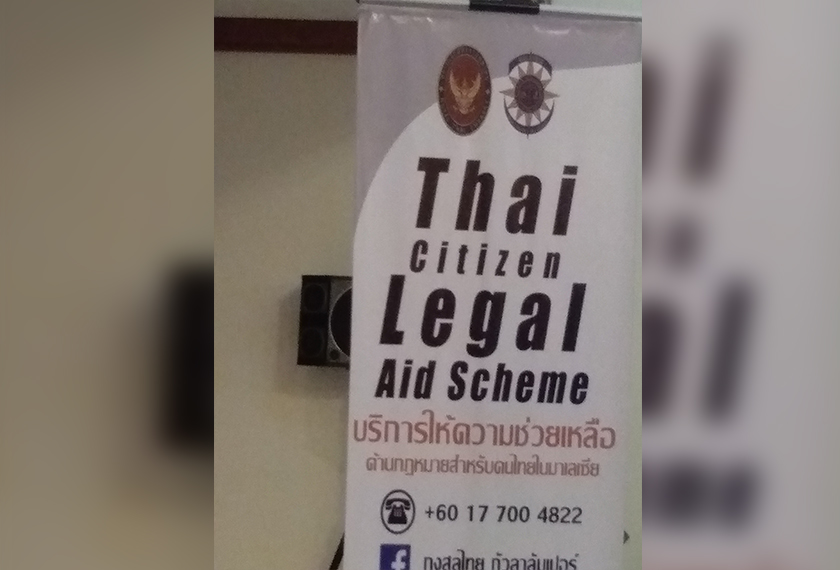 Thai
Citizen
Legal
Aid Scheme
บริการให้ความช่วยเหลือ
ด้านกฎหมายสำหรับคนไทยในมาเลเซีย
+60 17 700 4822
f กงสุลไทย กัวลาลัมเปอร์